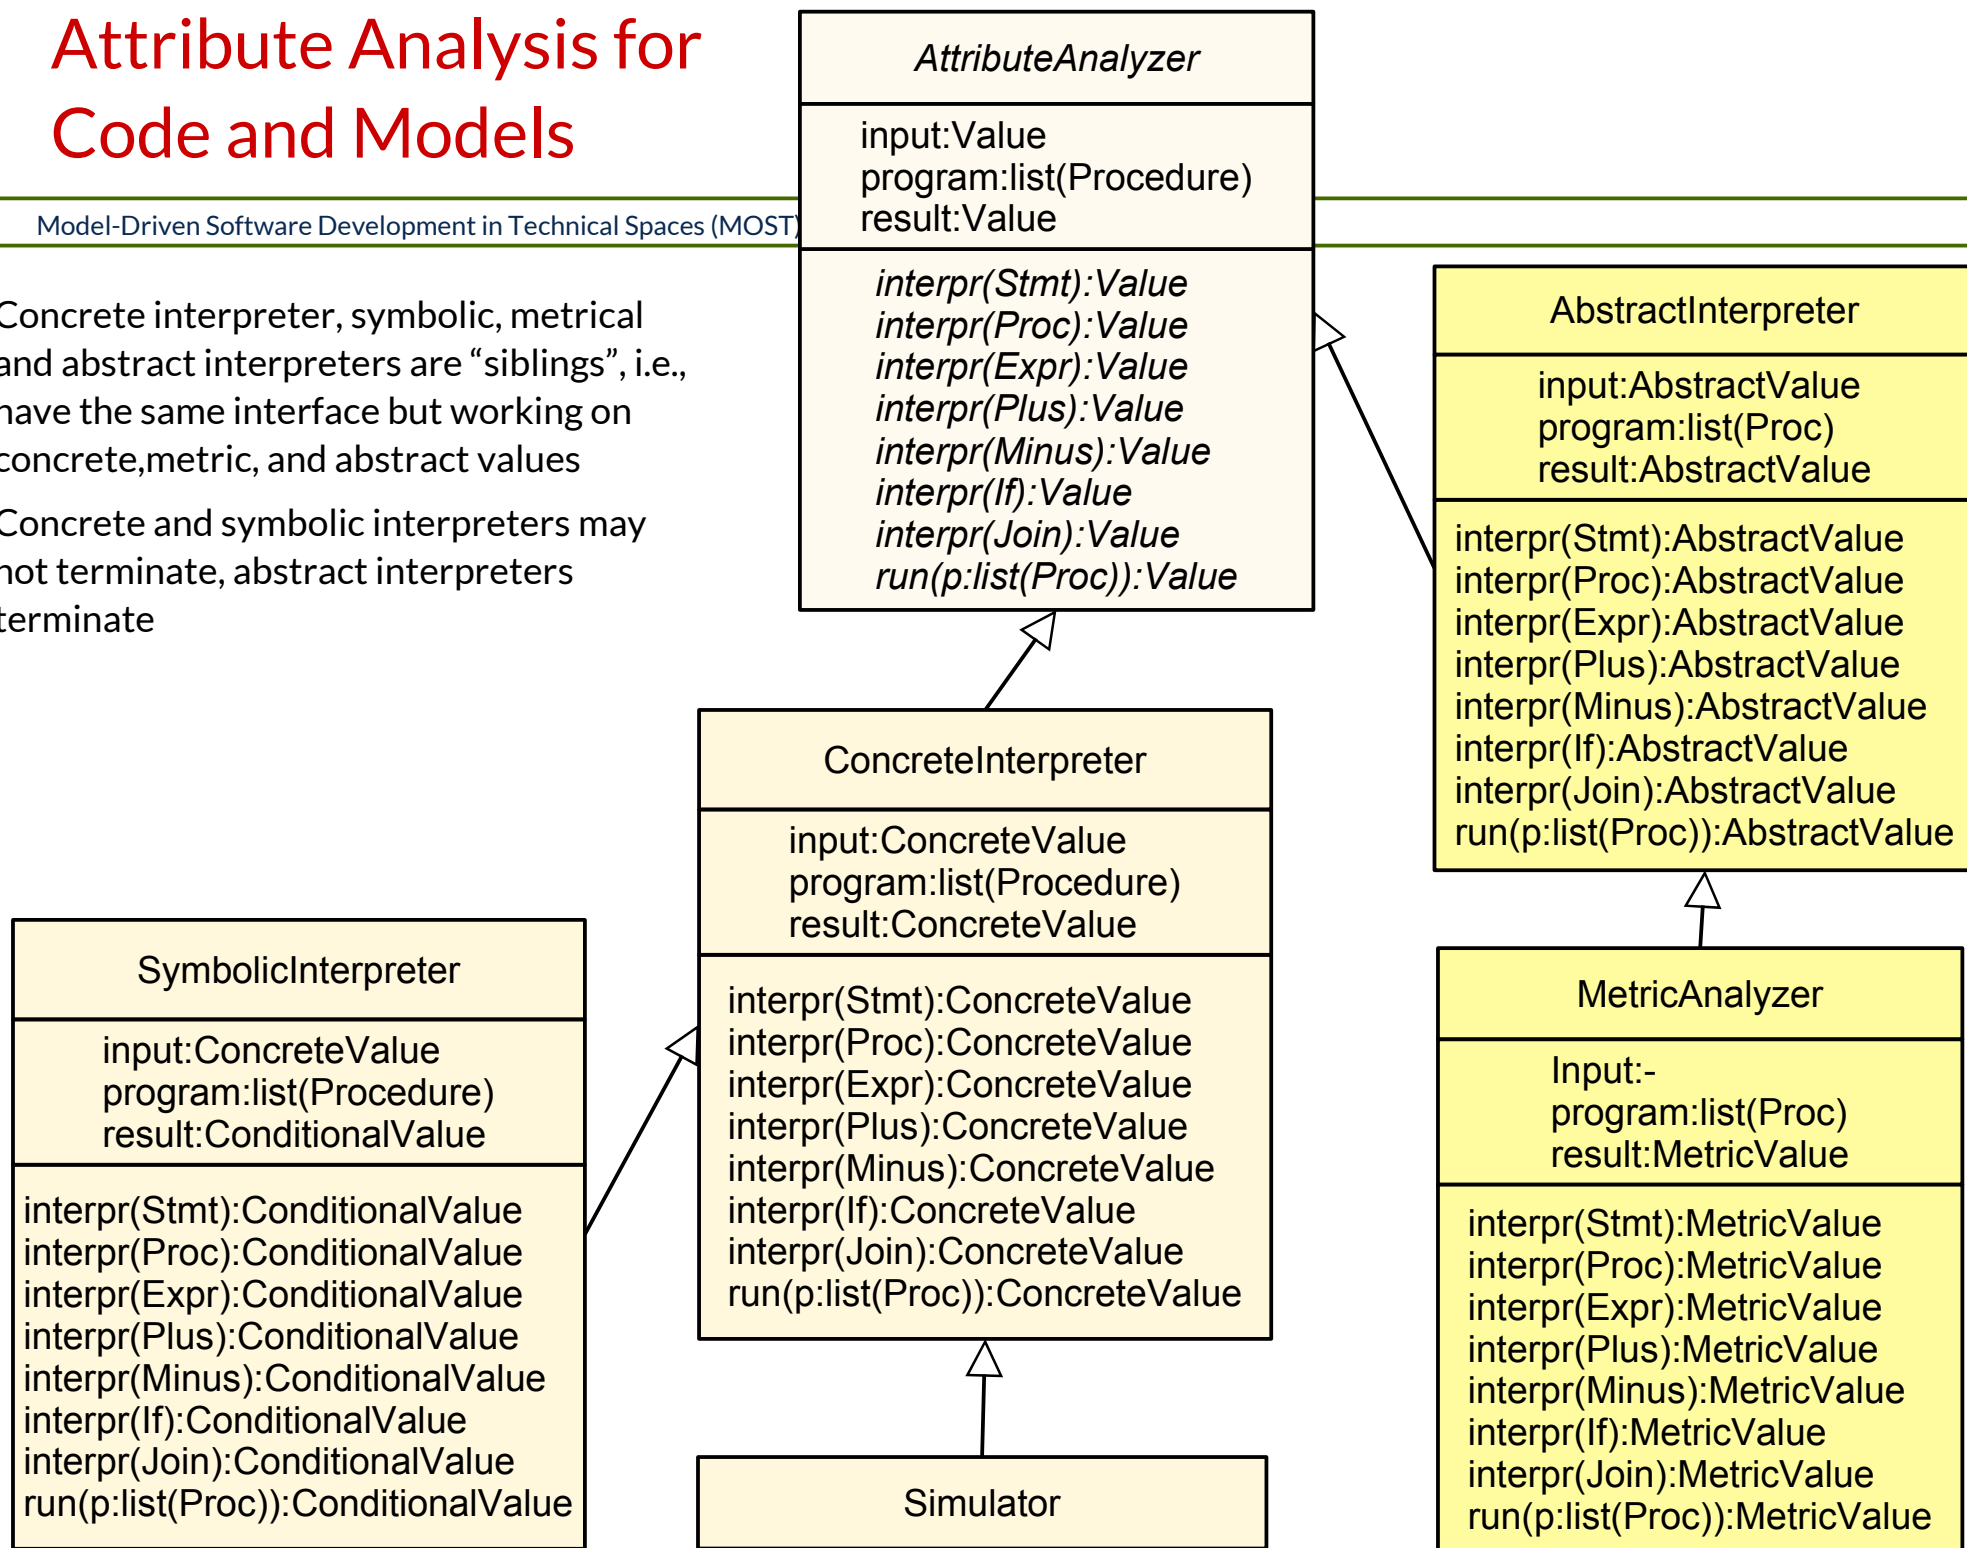 Attribute Analysis for
Code and Models
Model-Driven Software Development in Technical Spaces (MOST)
Concrete interpreter, symbolic, metrical
and abstract interpreters are “siblings”, i.e.,
have the same interface but working on
concrete,metric, and abstract values
Concrete and symbolic interpreters may
not terminate, abstract interpreters
terminate
AttributeAnalyzer
input:Value
program:list(Procedure)
result:Value
interpr(Stmt):Value
interpr(Proc):Value
interpr(Expr):Value
interpr(Plus):Value
interpr(Minus):Value
interpr(If):Value
interpr(Join):Value
run(p:list(Proc)):Value
AbstractInterpreter
input:AbstractValue
program:list(Proc)
result:AbstractValue
interpr(Stmt):AbstractValue
interpr(Proc):AbstractValue
interpr(Expr):AbstractValue
interpr(Plus):AbstractValue
interpr(Minus):AbstractValue
interpr(If):AbstractValue
interpr(Join):AbstractValue
run(p:list(Proc)):AbstractValue
ConcreteInterpreter
input:ConcreteValue
program:list(Procedure)
result:ConcreteValue
interpr(Stmt):ConcreteValue
interpr(Proc):ConcreteValue
interpr(Expr):ConcreteValue
interpr(Plus):ConcreteValue
interpr(Minus):ConcreteValue
interpr(If):ConcreteValue
interpr(Join):ConcreteValue
run(p:list(Proc)):ConcreteValue
SymbolicInterpreter
input:ConcreteValue
program:list(Procedure)
result:ConditionalValue
interpr(Stmt):ConditionalValue
interpr(Proc):ConditionalValue
interpr(Expr):ConditionalValue
interpr(Plus):ConditionalValue
interpr(Minus):ConditionalValue
interpr(If):ConditionalValue
interpr(Join):ConditionalValue
run(p:list(Proc)):ConditionalValue
Simulator
MetricAnalyzer
Input:-
program:list(Proc)
result:MetricValue
interpr(Stmt):MetricValue
interpr(Proc):MetricValue
interpr(Expr):MetricValue
interpr(Plus):MetricValue
interpr(Minus):MetricValue
interpr(If):MetricValue
interpr(Join):MetricValue
run(p:list(Proc)):MetricValue